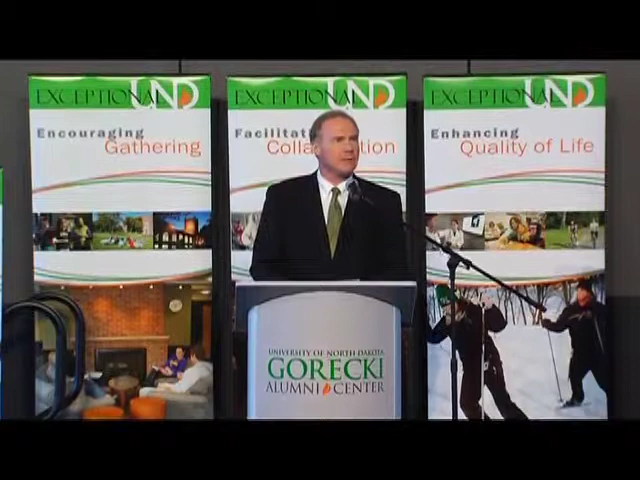 EXCEPTIONAL UND
Encouraging
Gathering
EXCEPTIONAL UND
Facilitat
Colla tion
EXCEPTIONAL UND
Enhancing
Quality of Life
UNIVERSITY OF NORTH DAKOTA
GORECKI
ALUMNI CENTER